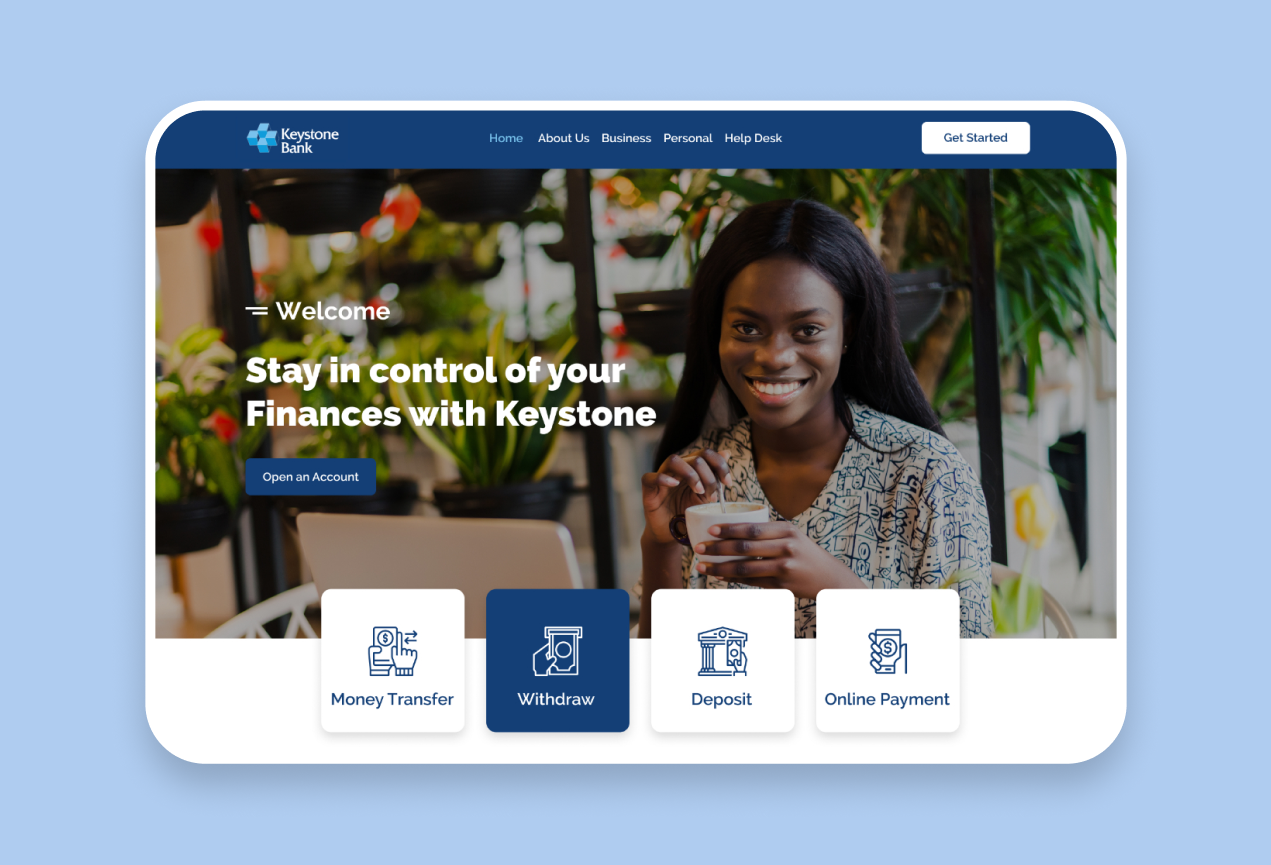 Keystone
Bank
Home About Us Business Personal Help Desk
Get Started
Welcome
Stay in control of your
Finances with Keystone
Open an Account
Money Transfer
Withdraw
Deposit
Online Payment